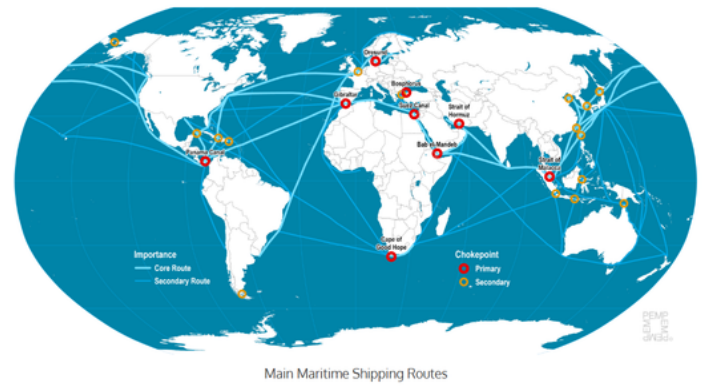 Oresund
Bosphorus
Gibraltar
Suez Canal
Strait of
Hormuz
Bab el-Mandeb
Panama Canal
Strait of
Malacca
Cape of
Good Hope
Importance
Core Route
Secondary Route
Chokepoint
Primary
Secondary
Main Maritime Shipping Routes